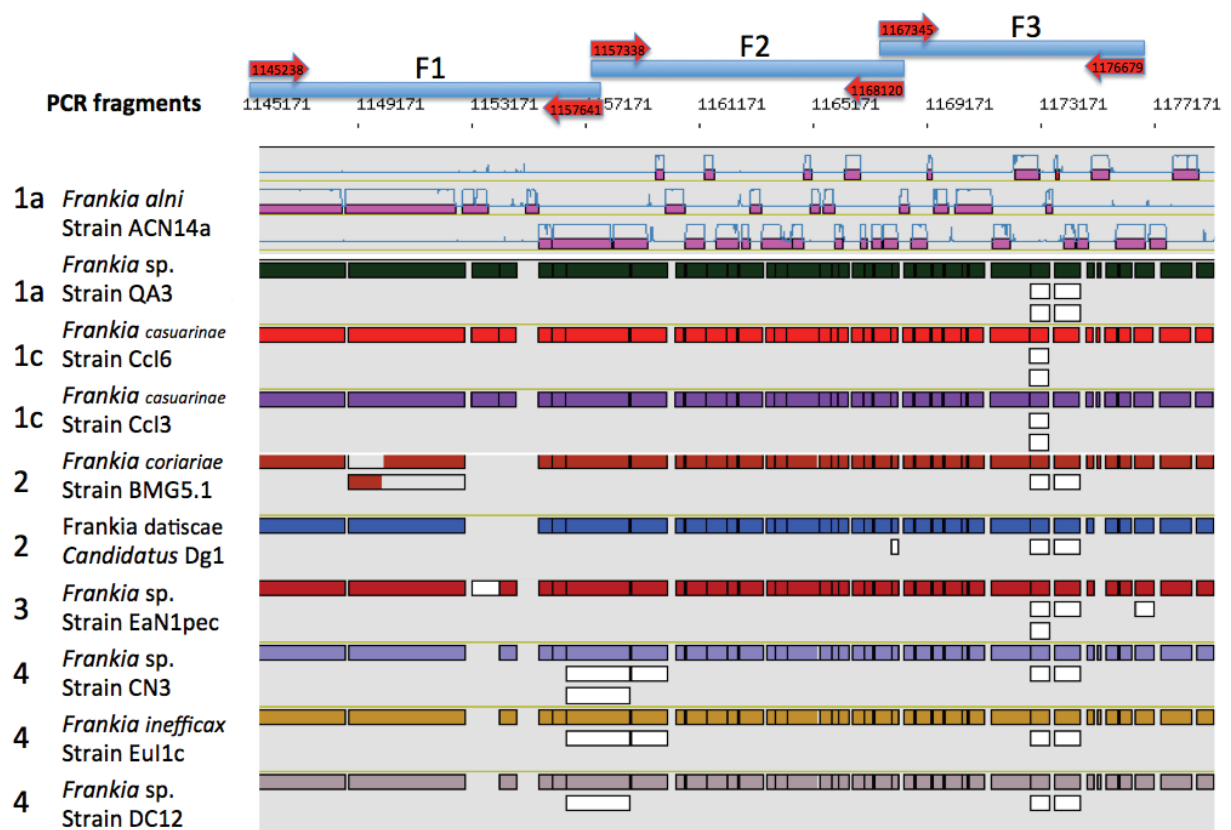 F1
F2
F3
1145238
1157338
1167345
1157641
1168120
1176679
PCR fragments
1145171 1149171 1153171 1157171 1161171 1165171 1169171 1173171 1177171
1a Frankia alni
Strain ACN14a
1a Frankia sp.
Strain QA3
1c Frankia casuarinae
Strain CcI6
1c Frankia casuarinae
Strain CcI3
2 Frankia coriariae
Strain BMG5.1
2 Frankia datiscae
Candidatus Dg1
3 Frankia sp.
Strain EaN1pec
4 Frankia sp.
Strain CN3
4 Frankia inefficax
Strain EuI1c
4 Frankia sp.
Strain DC12